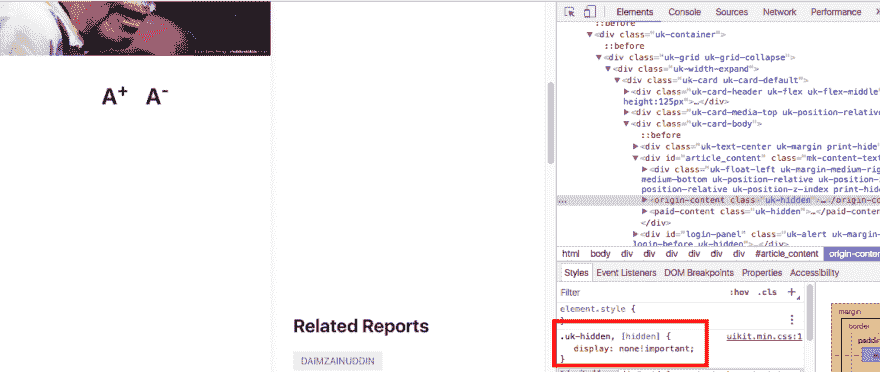 A+ A-
Related Reports
DAIMZAINUDDIN
Elements Console Sources Network Performance
::before
▼<div class="uk-container">
::before
▼<div class="uk-grid uk-grid-collapse">
▼<div class="uk-width-expand">
▼<div class="uk-card uk-card-default">
▶<div class="uk-card-header uk-flex uk-flex-middle"
height:125px">…</div>
▶<div class="uk-card-media-top uk-position-relative
▼<div class="uk-card-body">
::before
▶<div class="uk-text-center uk-margin print-hide"
▼<div id="article_content" class="mk-content-text
▶<div class="uk-float-left uk-margin-medium-rig
medium-bottom uk-position-relative uk-position-
position-relative uk-position-z-index print-hid
… ▶<origin-content class="uk-hidden">…</origin-co
▶<paid-content class="uk-hidden">…</paid-conten
</div>
▶<div id="login-panel" class="uk-alert uk-margin-
login-before uk-hidden">…</div>
html body div div div div div div #article_content origin-conten
Styles Event Listeners DOM Breakpoints Properties Accessibility
Filter :hov .cls +
element.style {
}
.uk-hidden, [hidden] { uikit.min.css:1
display: none!important;
}
margin
border
paddin